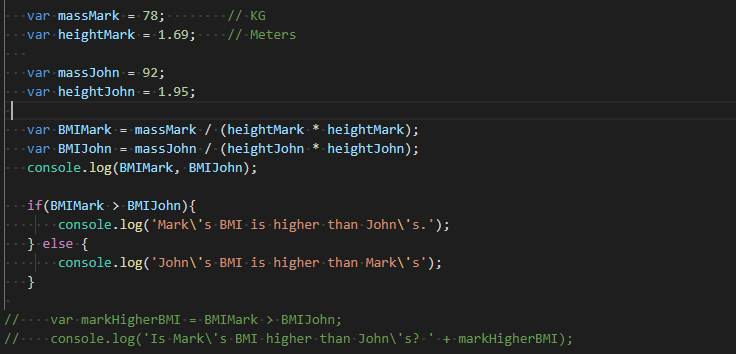 var massMark = 78;        // KG
var heightMark = 1.69;    // Meters
var massJohn = 92;
var heightJohn = 1.95;
var BMIMark = massMark / (heightMark * heightMark);
var BMIJohn = massJohn / (heightJohn * heightJohn);
console.log(BMIMark, BMIJohn);
if(BMIMark > BMIJohn){
    console.log('Mark\'s BMI is higher than John\'s.');
} else {
    console.log('John\'s BMI is higher than Mark\'s');
}
//    var markHigherBMI = BMIMark > BMIJohn;
//    console.log('Is Mark\'s BMI higher than John\'s? ' + markHigherBMI);